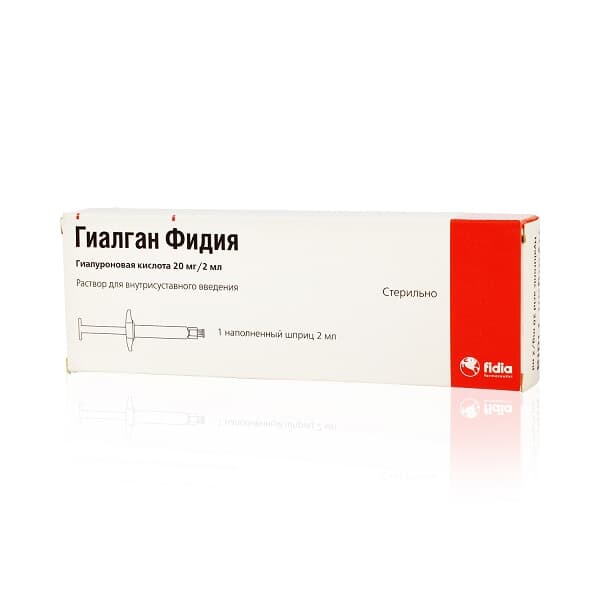 Гиалган Фидия
Гиалуроновая кислота 20 мг/2 мл
Раствор для внутрисуставного введения
Стерильно
1 наполненный шприц 2 мл
fidia
farmaceutici